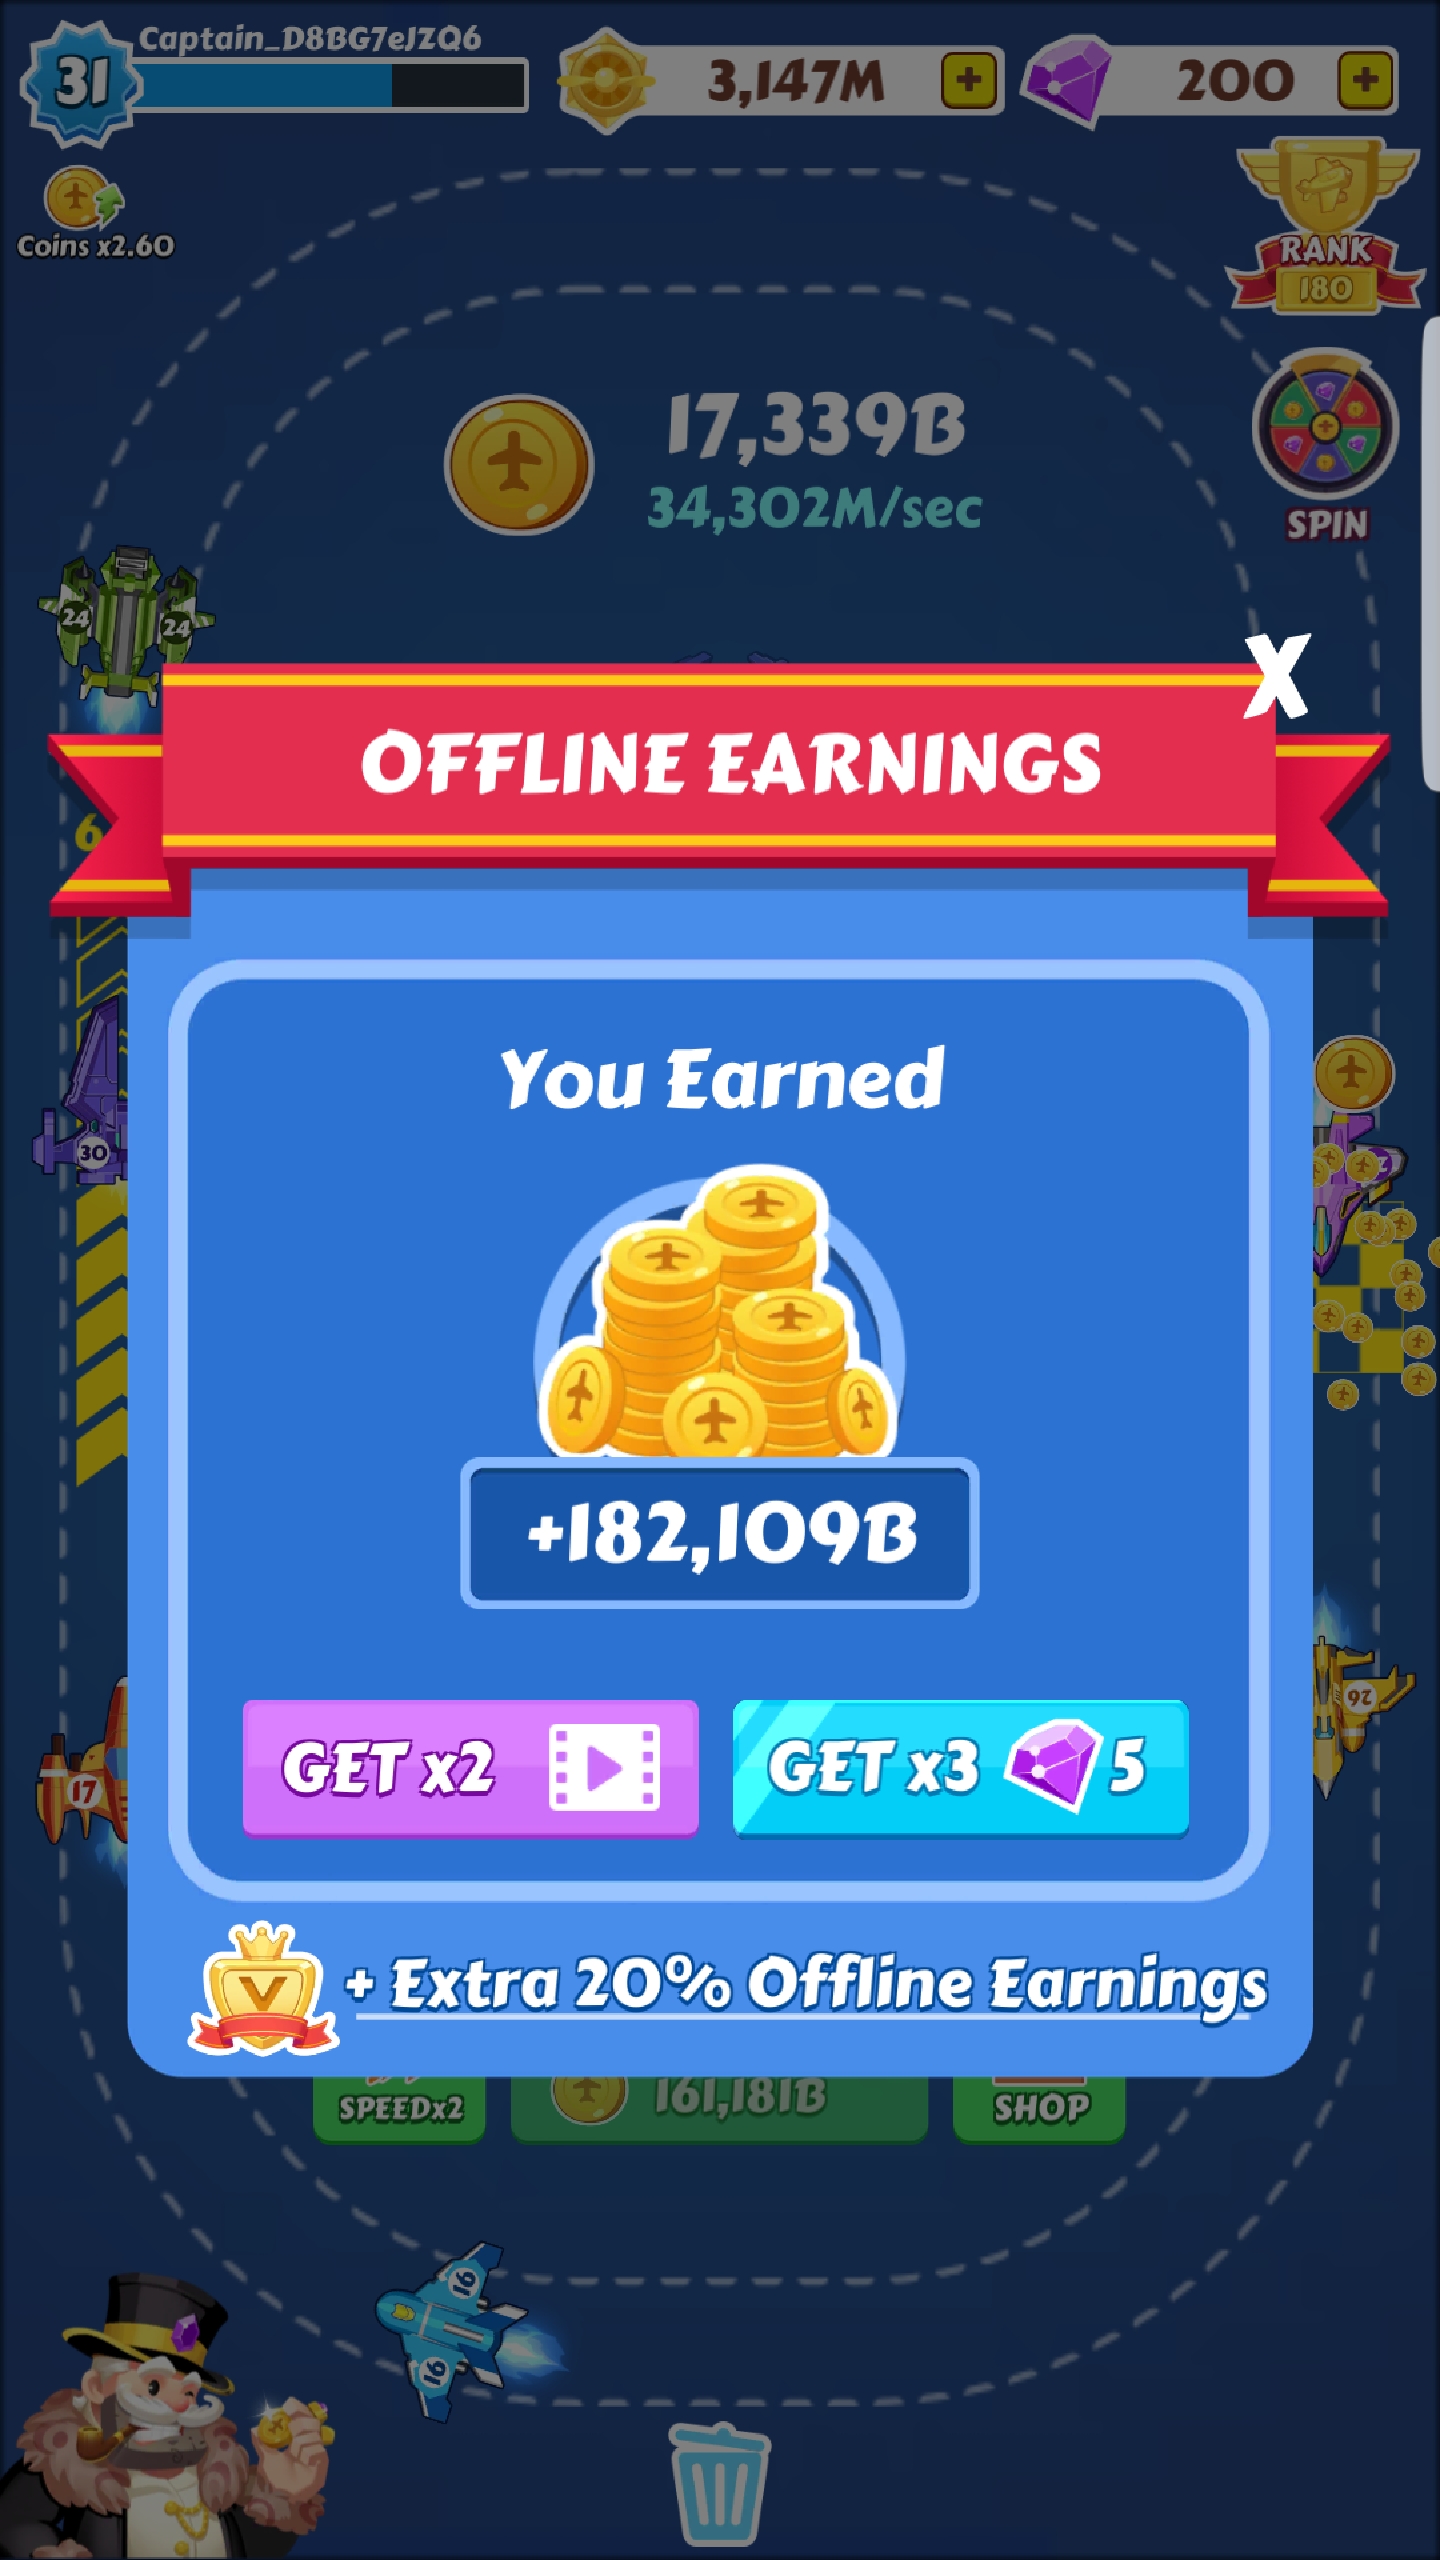 Captain_D8BG7eJZQ6
31
3,147M
200
Coins x2.60
RANK
180
17,339B
34,302M/sec
SPIN
24
24
X
OFFLINE EARNINGS
6
You Earned
30
+182,109B
GET x2
GET x3
5
17
26
V
+ Extra 20% Offline Earnings
SPEEDx2
161,181B
SHOP
16
16